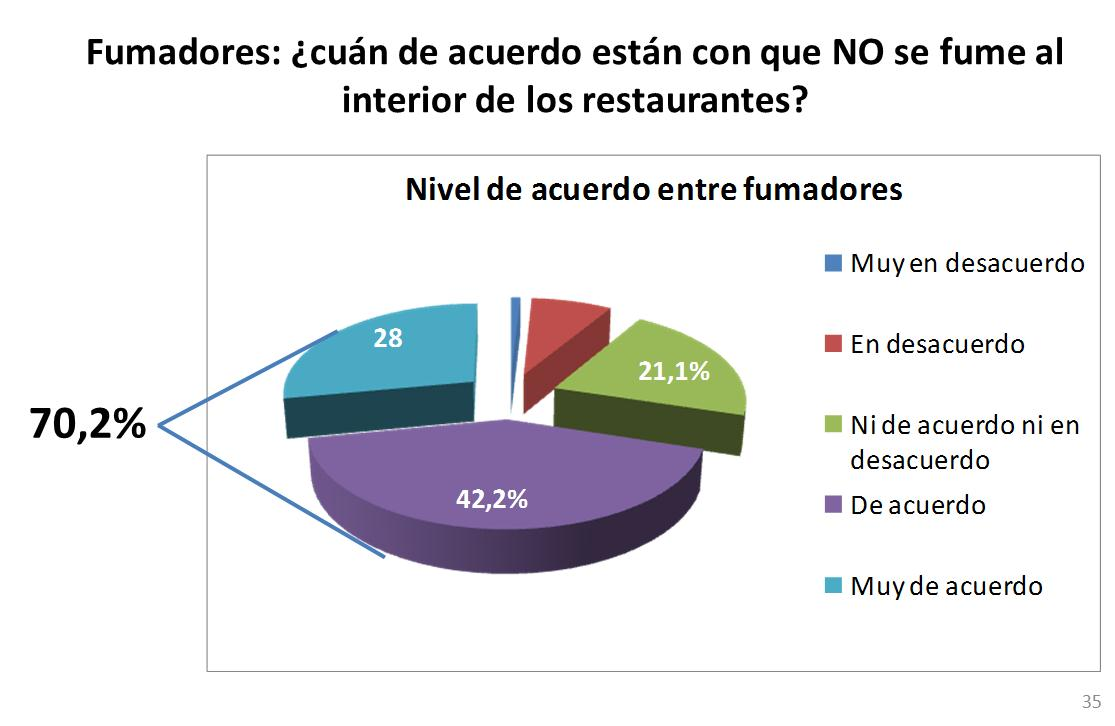 Fumadores: ¿cuán de acuerdo están con que NO se fume al
interior de los restaurantes?
Nivel de acuerdo entre fumadores
Muy en desacuerdo
En desacuerdo
Ni de acuerdo ni en
desacuerdo
De acuerdo
Muy de acuerdo
28
21,1%
42,2%
70,2%
35